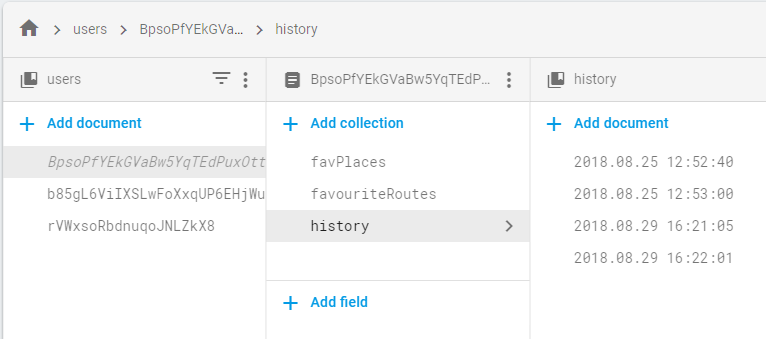 users > BpsoPfYEkGVa... > history
users
Add document
BpsoPfYEkGVaBw5YqTEdPuxOtt
b85gL6ViIXSLwFoXxqUP6EHjWu
rVWxsoRbdnuqoJNLZkX8
BpsoPfYEkGVaBw5YqTEdP...
Add collection
favPlaces
favouriteRoutes
history
Add field
history
Add document
2018.08.25 12:52:40
2018.08.25 12:53:00
2018.08.29 16:21:05
2018.08.29 16:22:01